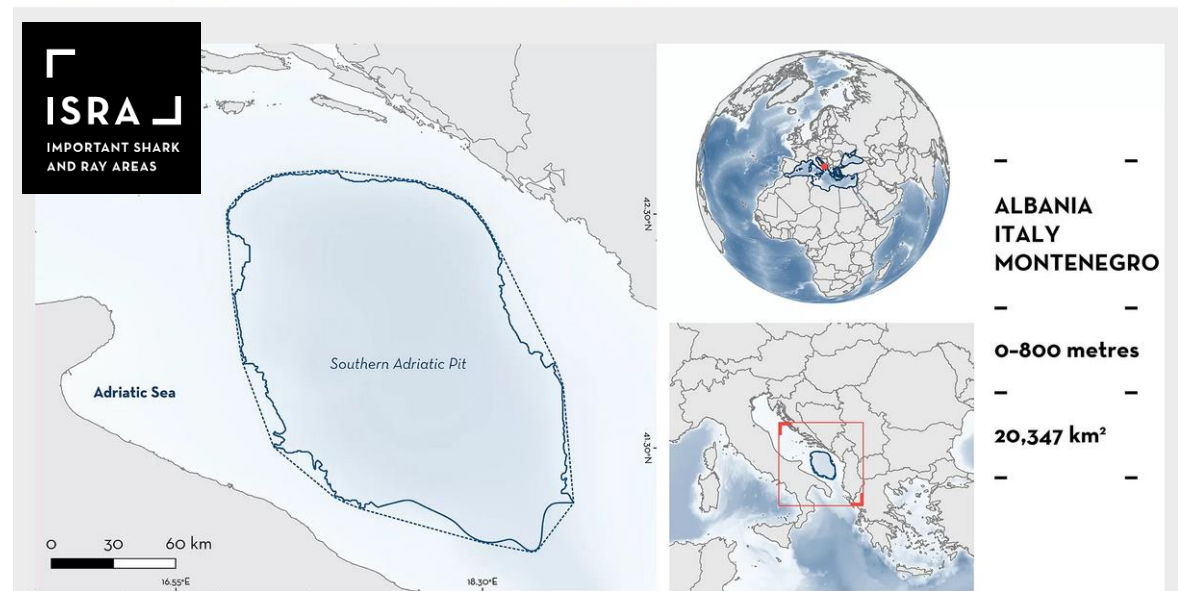 ISRA
IMPORTANT SHARK
AND RAY AREAS
Southern Adriatic Pit
Adriatic Sea
0 30 60 km
16.55°E 18.30°E
42.30°N
41.30°N
ALBANIA
ITALY
MONTENEGRO
0–800 metres
20,347 km²